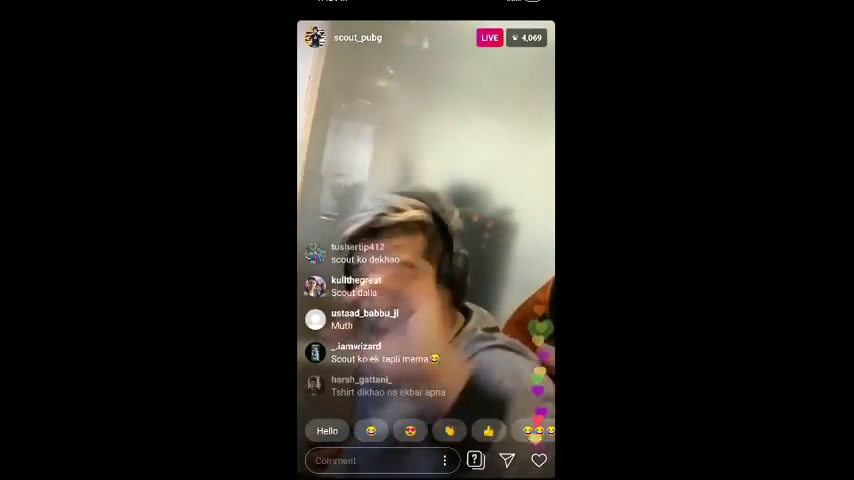 scout_pubg
LIVE
4,069
tushartip412
scout ko dekhao
kullthegreat
Scout dalla
ustaad_babbu_ji
Muth
_.iamwizard
Scout ko ek tapli marna😂
harsh_gattani_
Tshirt dikhao na ekbar apna
Hello
Comment